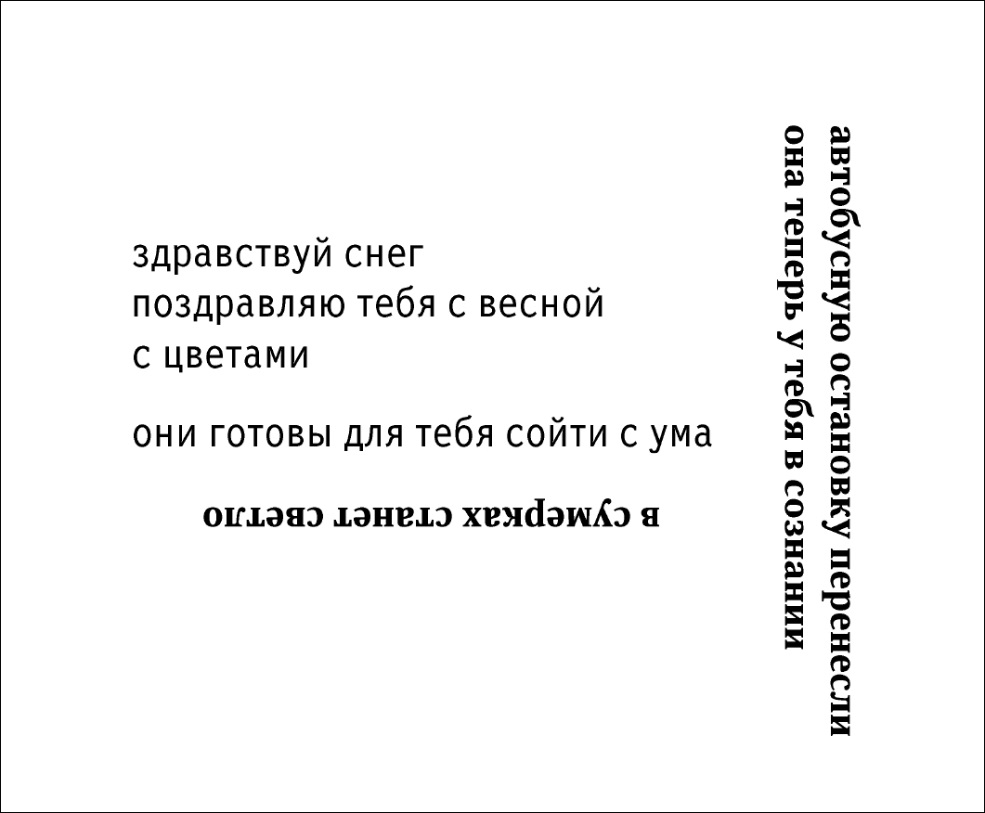 здравствуй снег
поздравляю тебя с весной
с цветами
они готовы для тебя сойти с ума
в сумерках станет светло
автобусную остановку перенесли
она теперь у тебя в сознании